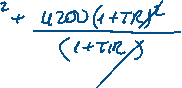 ² + 4200(1+TR)²
(1+TR)